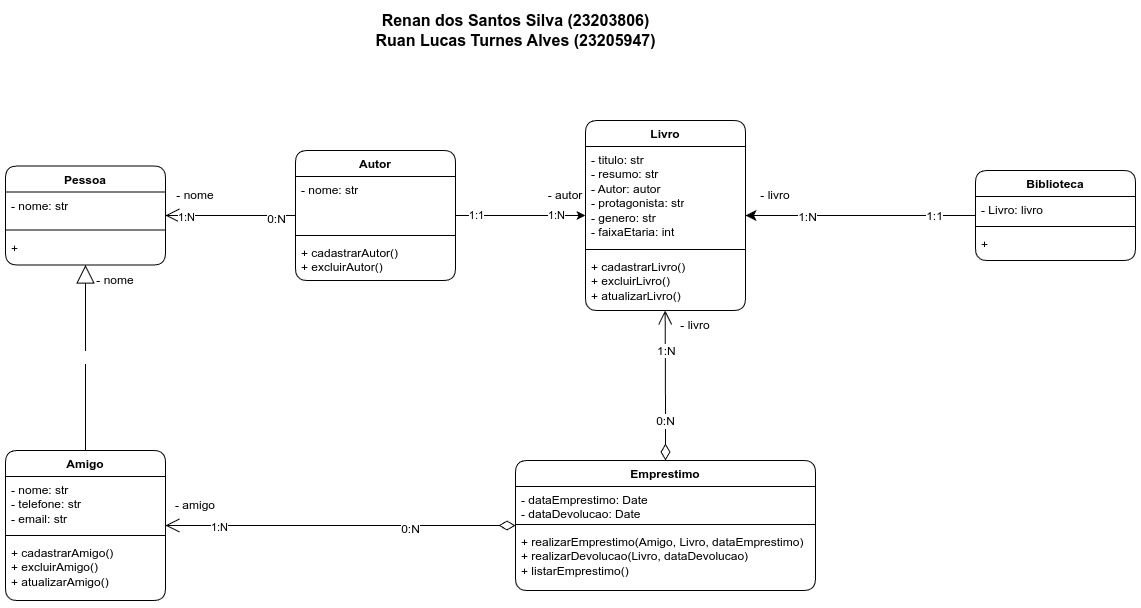 Renan dos Santos Silva (23203806)
Ruan Lucas Turnes Alves (23205947)
Pessoa
- nome: str
+
- nome
1:N
0:N
Autor
- nome: str
+ cadastrarAutor()
+ excluirAutor()
1:1
- autor
1:N
Livro
- titulo: str
- resumo: str
- Autor: autor
- protagonista: str
- genero: str
- faixaEtaria: int
+ cadastrarLivro()
+ excluirLivro()
+ atualizarLivro()
- livro
1:N
1:1
Biblioteca
- Livro: livro
+
- nome
- livro
1:N
0:N
Amigo
- nome: str
- telefone: str
- email: str
+ cadastrarAmigo()
+ excluirAmigo()
+ atualizarAmigo()
- amigo
1:N
0:N
Emprestimo
- dataEmprestimo: Date
- dataDevolucao: Date
+ realizarEmprestimo(Amigo, Livro, dataEmprestimo)
+ realizarDevolucao(Livro, dataDevolucao)
+ listarEmprestimo()